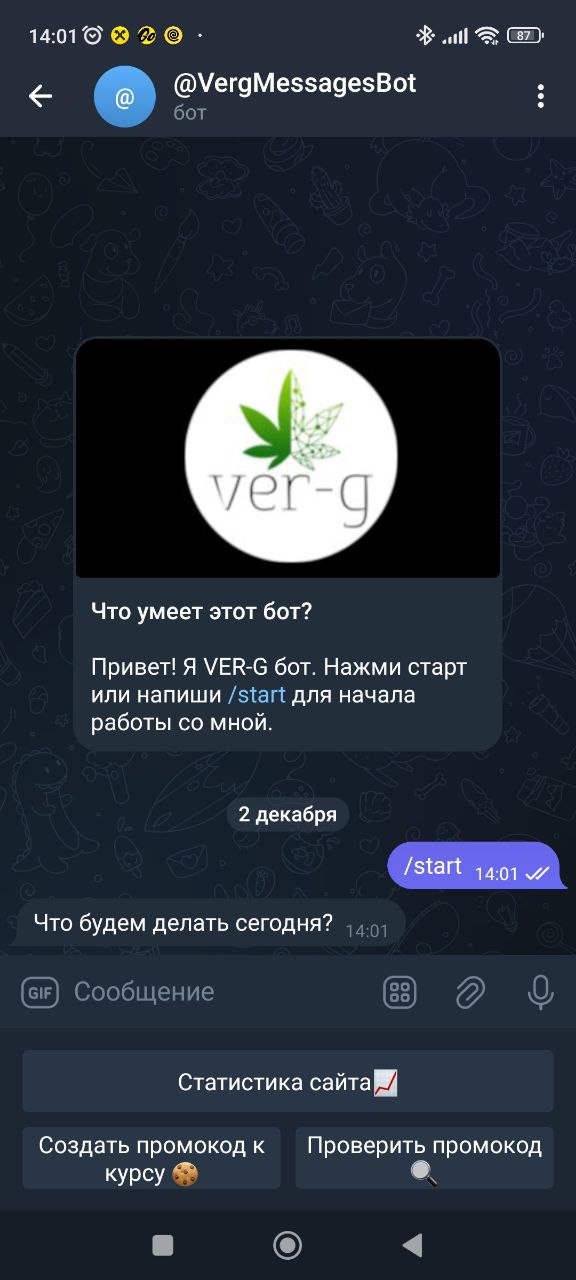 14:01
87
@
@VergMessagesBot
бот
ver-g
Что умеет этот бот?
Привет! Я VER-G бот. Нажми старт
или напиши /start для начала
работы со мной.
2 декабря
/start 14:01
Что будем делать сегодня? 14:01
GIF Сообщение
Статистика сайта📈
Создать промокод к
курсу 🍪
Проверить промокод
🔍